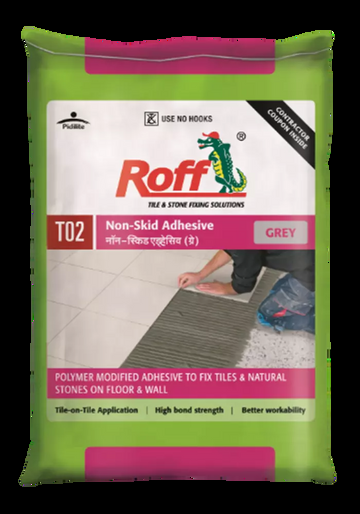 Pidilite
USE NO HOOKS
CONTRACTOR
COUPON INSIDE
Roff ®
TILE & STONE FIXING SOLUTIONS
T02
Non-Skid Adhesive
नॉन-स्किड एड्हेसिव (ग्रे)
GREY
POLYMER MODIFIED ADHESIVE TO FIX TILES & NATURAL
STONES ON FLOOR & WALL
Tile-on-Tile Application | High bond strength | Better workability